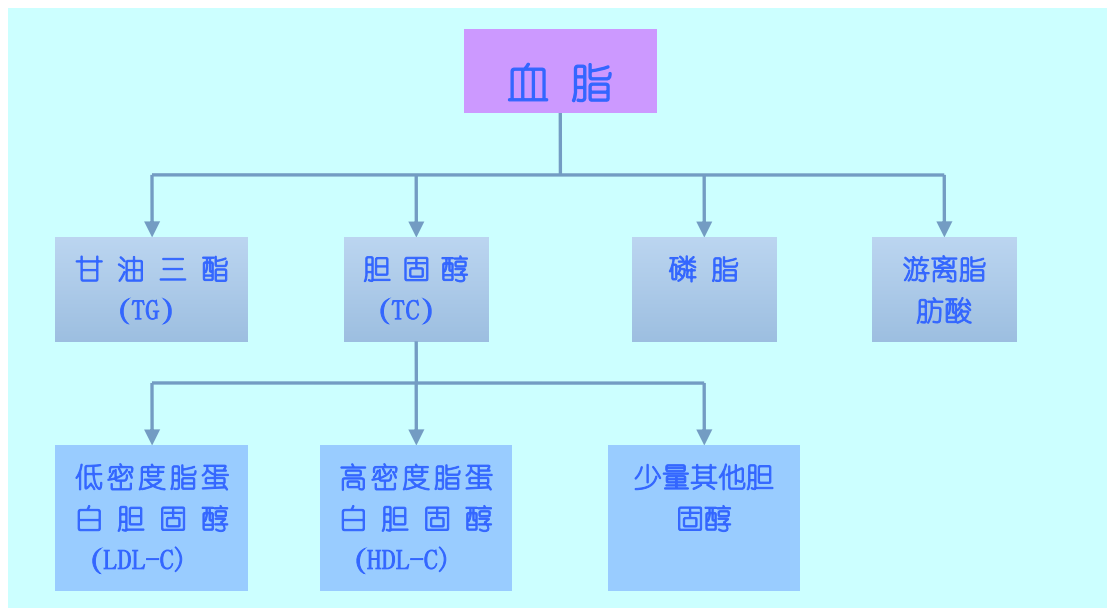 血 脂
甘 油 三 酯
(TG)
胆 固 醇
(TC)
磷 脂
游离脂
肪酸
低密度脂蛋
白 胆 固 醇
(LDL-C)
高密度脂蛋
白 胆 固 醇
(HDL-C)
少量其他胆
固醇